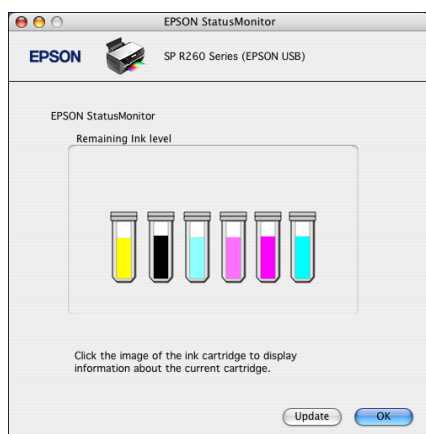 EPSON StatusMonitor
EPSON
SP R260 Series (EPSON USB)
EPSON StatusMonitor
Remaining Ink level
Click the image of the ink cartridge to display
information about the current cartridge.
Update
OK